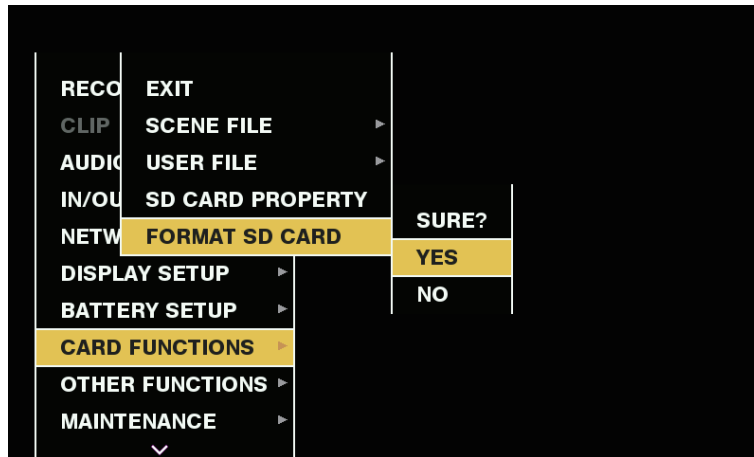 RECO
CLIP
AUDIO
IN/OU
NETW
DISPLAY SETUP
BATTERY SETUP
CARD FUNCTIONS
OTHER FUNCTIONS
MAINTENANCE
EXIT
SCENE FILE
USER FILE
SD CARD PROPERTY
FORMAT SD CARD
SURE?
YES
NO